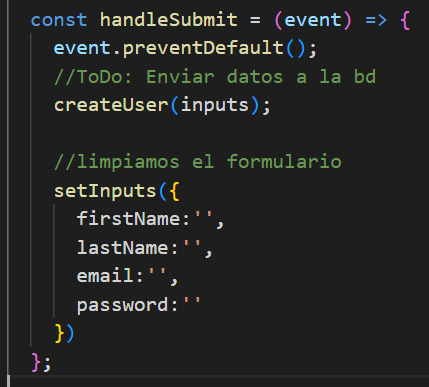 const handleSubmit = (event) => {
event.preventDefault();
//ToDo: Enviar datos a la bd
createUser(inputs);
//limpiamos el formulario
setInputs({
firstName:'',
lastName:'',
email:'',
password:''
})
};